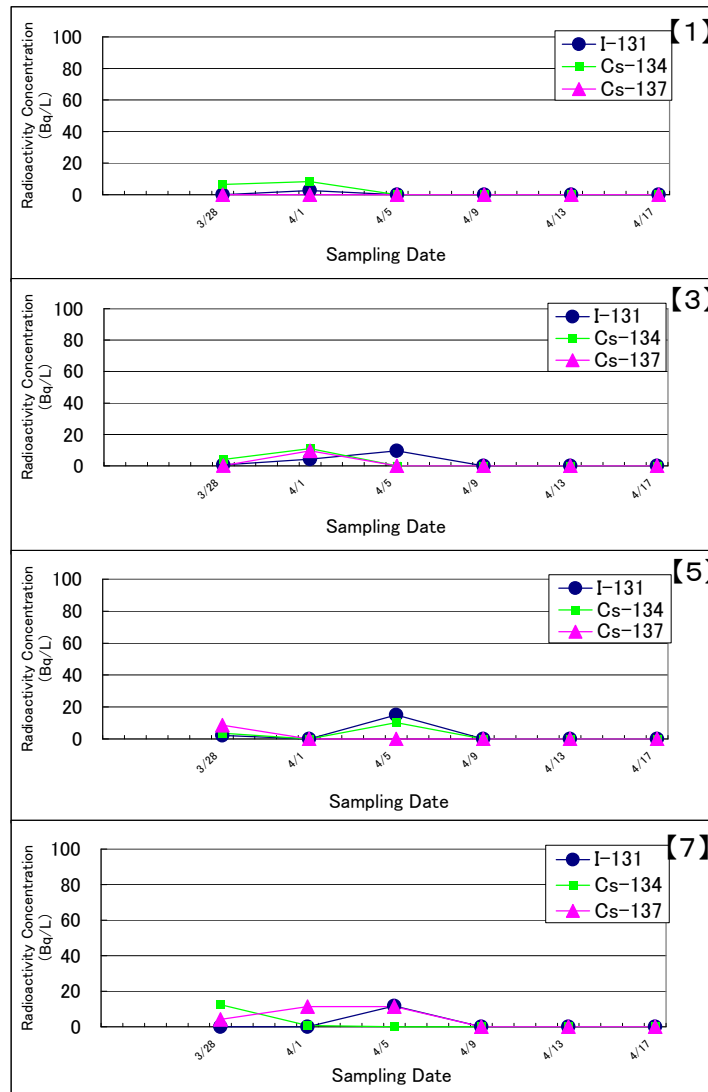 【1】
I-131
Cs-134
Cs-137
Radioactivity Concentration
(Bq/L)
100
80
60
40
20
0
3/28
4/1
4/5
4/9
4/13
4/17
Sampling Date
【3】
I-131
Cs-134
Cs-137
Radioactivity Concentration
(Bq/L)
100
80
60
40
20
0
3/28
4/1
4/5
4/9
4/13
4/17
Sampling Date
【5】
I-131
Cs-134
Cs-137
Radioactivity Concentration
(Bq/L)
100
80
60
40
20
0
3/28
4/1
4/5
4/9
4/13
4/17
Sampling Date
【7】
I-131
Cs-134
Cs-137
Radioactivity Concentration
(Bq/L)
100
80
60
40
20
0
3/28
4/1
4/5
4/9
4/13
4/17
Sampling Date